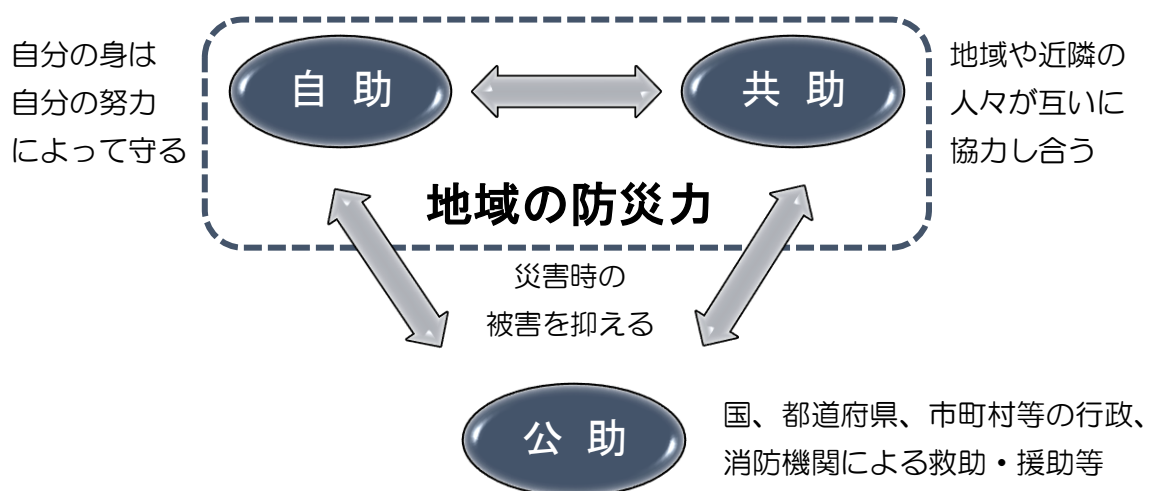 自分の身は
自分の努力
によって守る
自 助
共 助
地域や近隣の
人々が互いに
協力し合う
地域の防災力
災害時の
被害を抑える
公 助
国、都道府県、市町村等の行政、
消防機関による救助・援助等